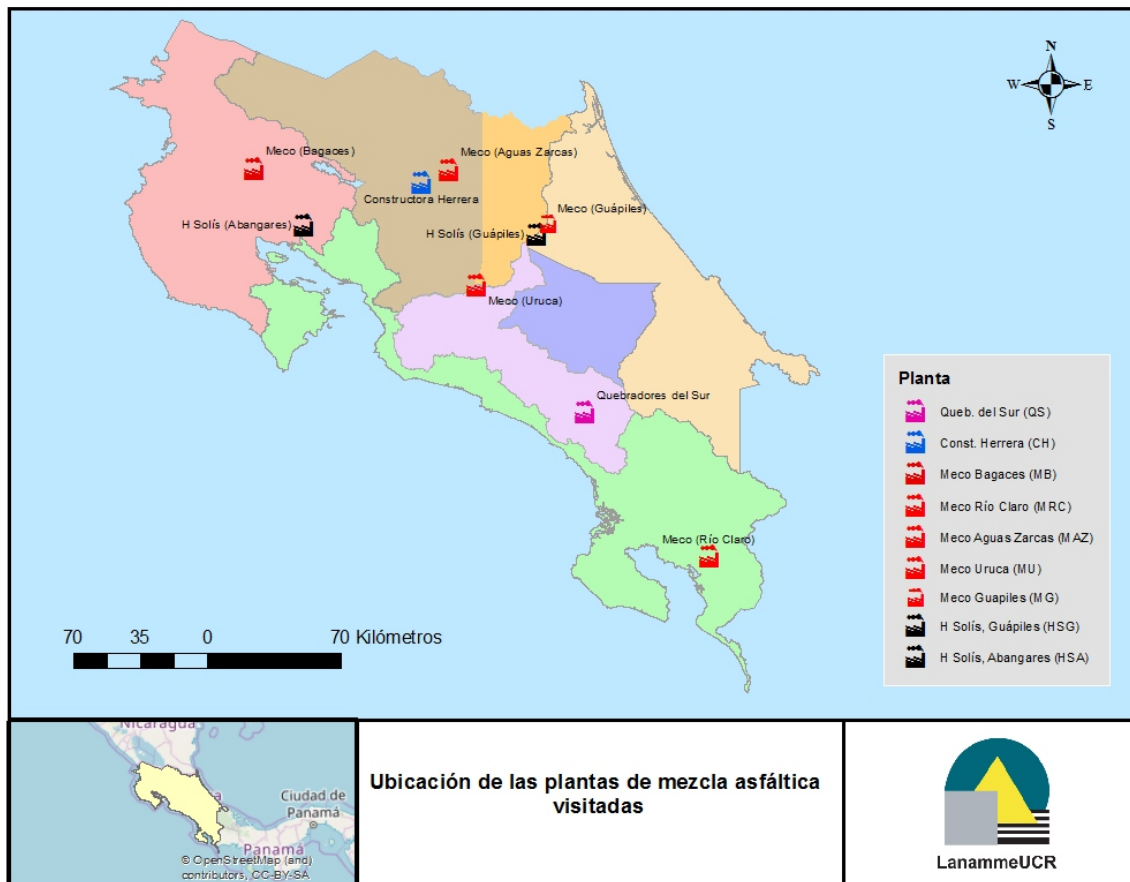 N
W
E
S
Meco (Bagaces)
Meco (Aguas Zarcas)
Constructora Herrera
H Solís (Abangares)
Meco (Guápiles)
H Solís (Guápiles)
Meco (Uruca)
Quebradores del Sur
Meco (Río Claro)
Planta
Queb. del Sur (QS)
Const. Herrera (CH)
Meco Bagaces (MB)
Meco Río Claro (MRC)
Meco Aguas Zarcas (MAZ)
Meco Uruca (MU)
Meco Guapiles (MG)
H Solís, Guápiles (HSG)
H Solís, Abangares (HSA)
70 35 0 70 Kilómetros
Nicaragua
Ciudad de
Panamá
Panamá
© OpenStreetMap (and)
contributors, CC-BY-SA
Ubicación de las plantas de mezcla asfáltica
visitadas
LanammeUCR